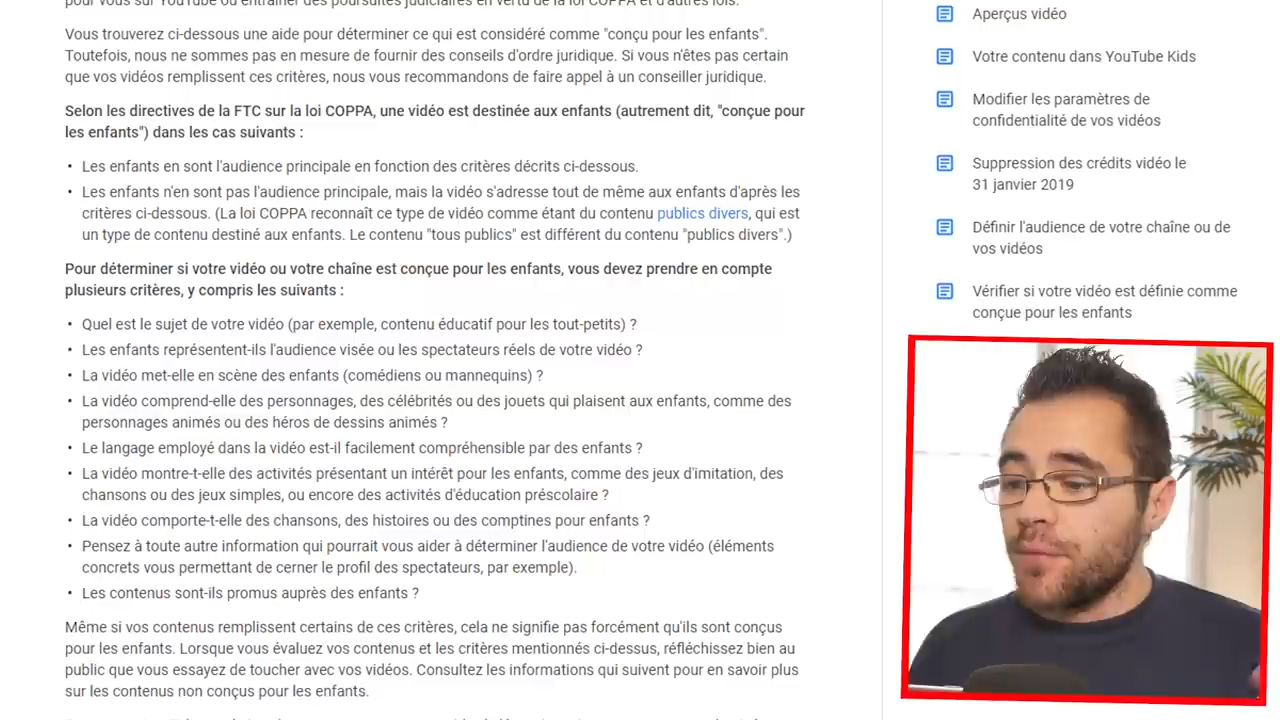 pour vous sur YouTube ou entraîner des poursuites judiciaires en vertu de la loi COPPA et d'autres lois.
Vous trouverez ci-dessous une aide pour déterminer ce qui est considéré comme "conçu pour les enfants".
Toutefois, nous ne sommes pas en mesure de fournir des conseils d'ordre juridique. Si vous n'êtes pas certain
que vos vidéos remplissent ces critères, nous vous recommandons de faire appel à un conseiller juridique.
Selon les directives de la FTC sur la loi COPPA, une vidéo est destinée aux enfants (autrement dit, "conçue pour
les enfants") dans les cas suivants :
• Les enfants en sont l'audience principale en fonction des critères décrits ci-dessous.
• Les enfants n'en sont pas l'audience principale, mais la vidéo s'adresse tout de même aux enfants d'après les
critères ci-dessous. (La loi COPPA reconnaît ce type de vidéo comme étant du contenu publics divers, qui est
un type de contenu destiné aux enfants. Le contenu "tous publics" est différent du contenu "publics divers".)
Pour déterminer si votre vidéo ou votre chaîne est conçue pour les enfants, vous devez prendre en compte
plusieurs critères, y compris les suivants :
• Quel est le sujet de votre vidéo (par exemple, contenu éducatif pour les tout-petits) ?
• Les enfants représentent-ils l'audience visée ou les spectateurs réels de votre vidéo ?
• La vidéo met-elle en scène des enfants (comédiens ou mannequins) ?
• La vidéo comprend-elle des personnages, des célébrités ou des jouets qui plaisent aux enfants, comme des
personnages animés ou des héros de dessins animés ?
• Le langage employé dans la vidéo est-il facilement compréhensible par des enfants ?
• La vidéo montre-t-elle des activités présentant un intérêt pour les enfants, comme des jeux d'imitation, des
chansons ou des jeux simples, ou encore des activités d'éducation préscolaire ?
• La vidéo comporte-t-elle des chansons, des histoires ou des comptines pour enfants ?
• Pensez à toute autre information qui pourrait vous aider à déterminer l'audience de votre vidéo (éléments
concrets vous permettant de cerner le profil des spectateurs, par exemple).
• Les contenus sont-ils promus auprès des enfants ?
Même si vos contenus remplissent certains de ces critères, cela ne signifie pas forcément qu'ils sont conçus
pour les enfants. Lorsque vous évaluez vos contenus et les critères mentionnés ci-dessus, réfléchissez bien au
public que vous essayez de toucher avec vos vidéos. Consultez les informations qui suivent pour en savoir plus
sur les contenus non conçus pour les enfants.
Aperçus vidéo
Votre contenu dans YouTube Kids
Modifier les paramètres de
confidentialité de vos vidéos
Suppression des crédits vidéo le
31 janvier 2019
Définir l'audience de votre chaîne ou de
vos vidéos
Vérifier si votre vidéo est définie comme
conçue pour les enfants